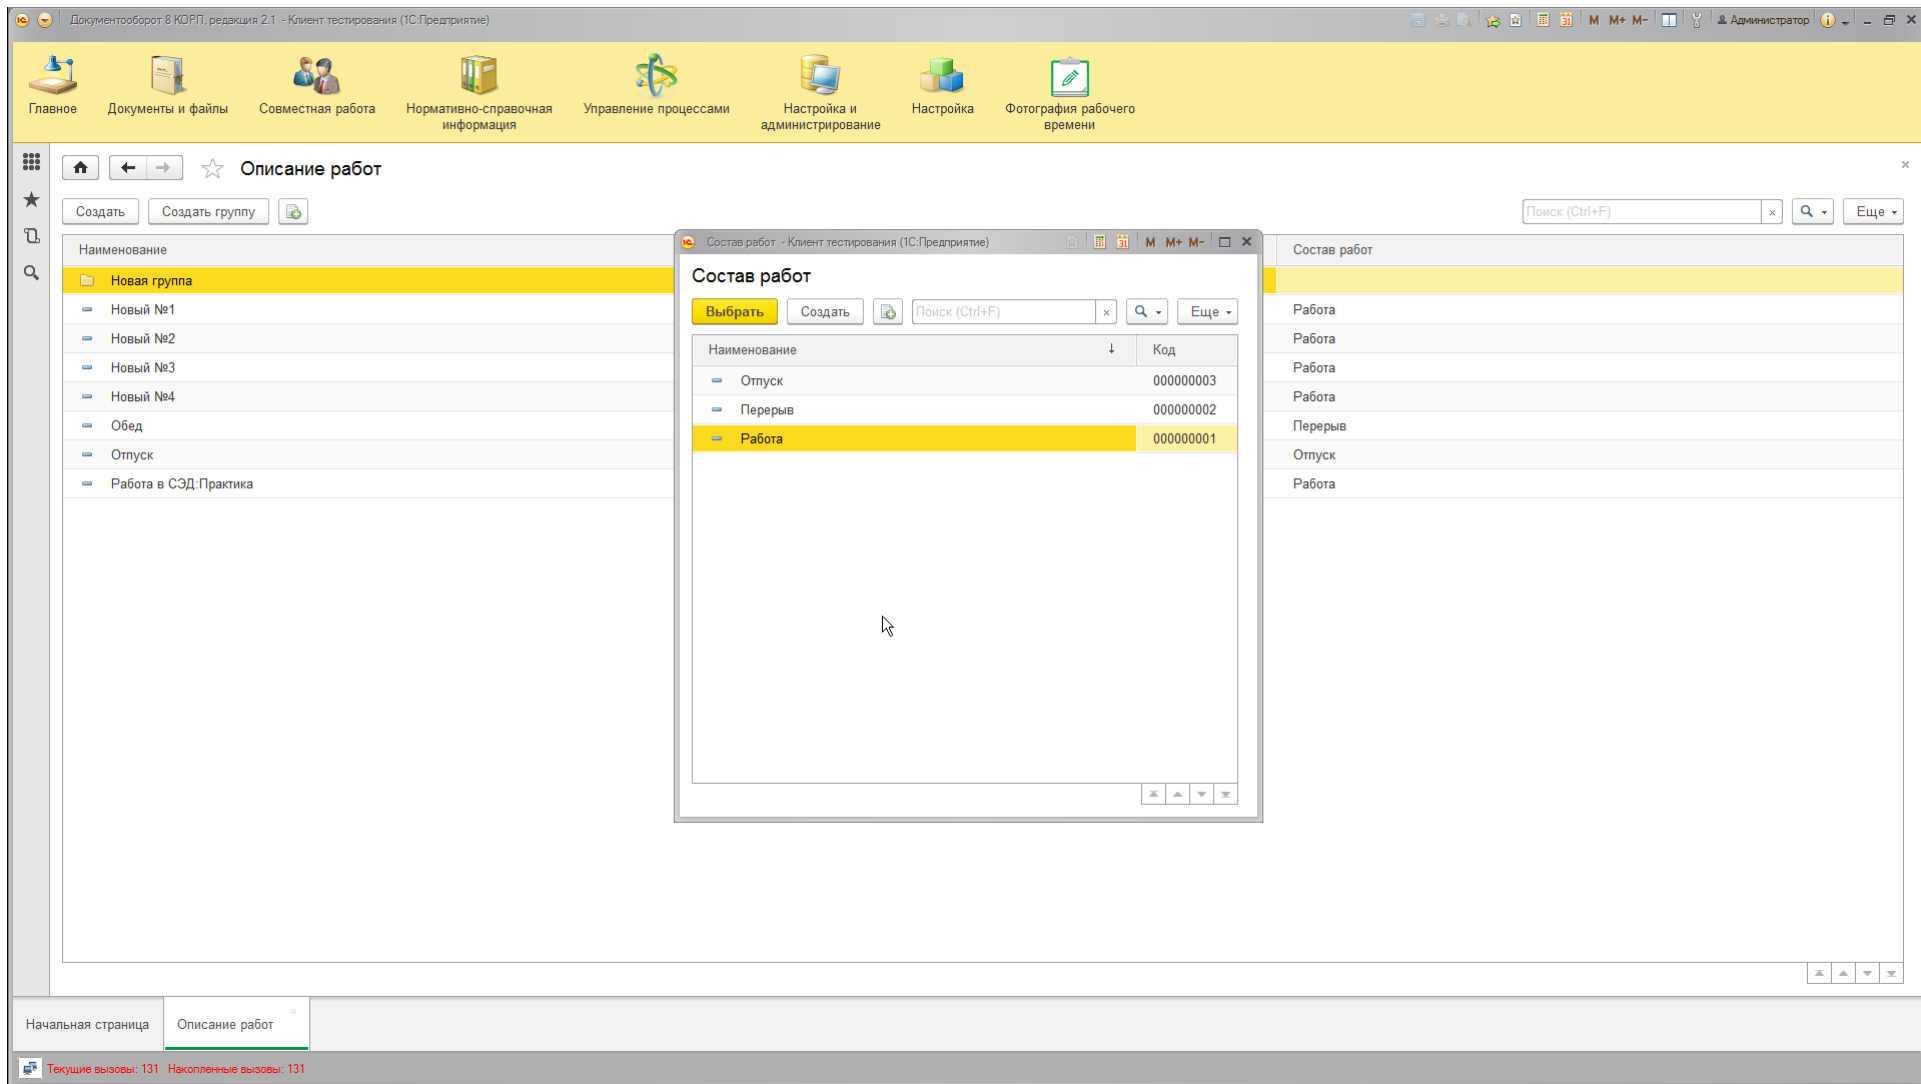 Документооборот 8 КОРП, редакция 2.1 - Клиент тестирования (1С:Предприятие)
M M+ M-
Администратор
Главное
Документы и файлы
Совместная работа
Нормативно-справочная
информация
Управление процессами
Настройка и
администрирование
Настройка
Фотография рабочего
времени
Описание работ
Создать
Создать группу
Поиск (Ctrl+F)
Еще
Наименование
Состав работ
Новая группа
Новый №1
Работа
Новый №2
Работа
Новый №3
Работа
Новый №4
Работа
Обед
Перерыв
Отпуск
Отпуск
Работа в СЭД:Практика
Работа
Состав работ - Клиент тестирования (1С:Предприятие)
31
M M+ M-
Состав работ
Выбрать
Создать
Поиск (Ctrl+F)
Еще
Наименование
Код
Отпуск
000000003
Перерыв
000000002
Работа
000000001
Начальная страница
Описание работ
Текущие вызовы: 131 Накопленные вызовы: 131